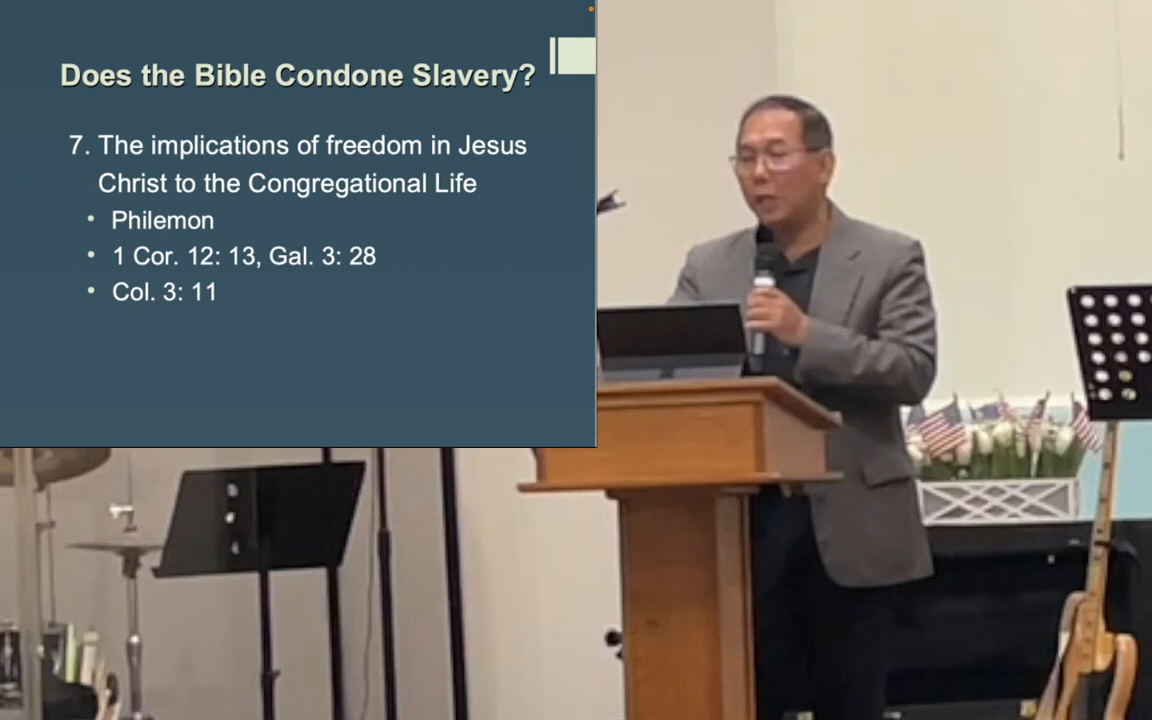 Does the Bible Condone Slavery?
7. The implications of freedom in Jesus
Christ to the Congregational Life
• Philemon
• 1 Cor. 12: 13, Gal. 3: 28
• Col. 3: 11